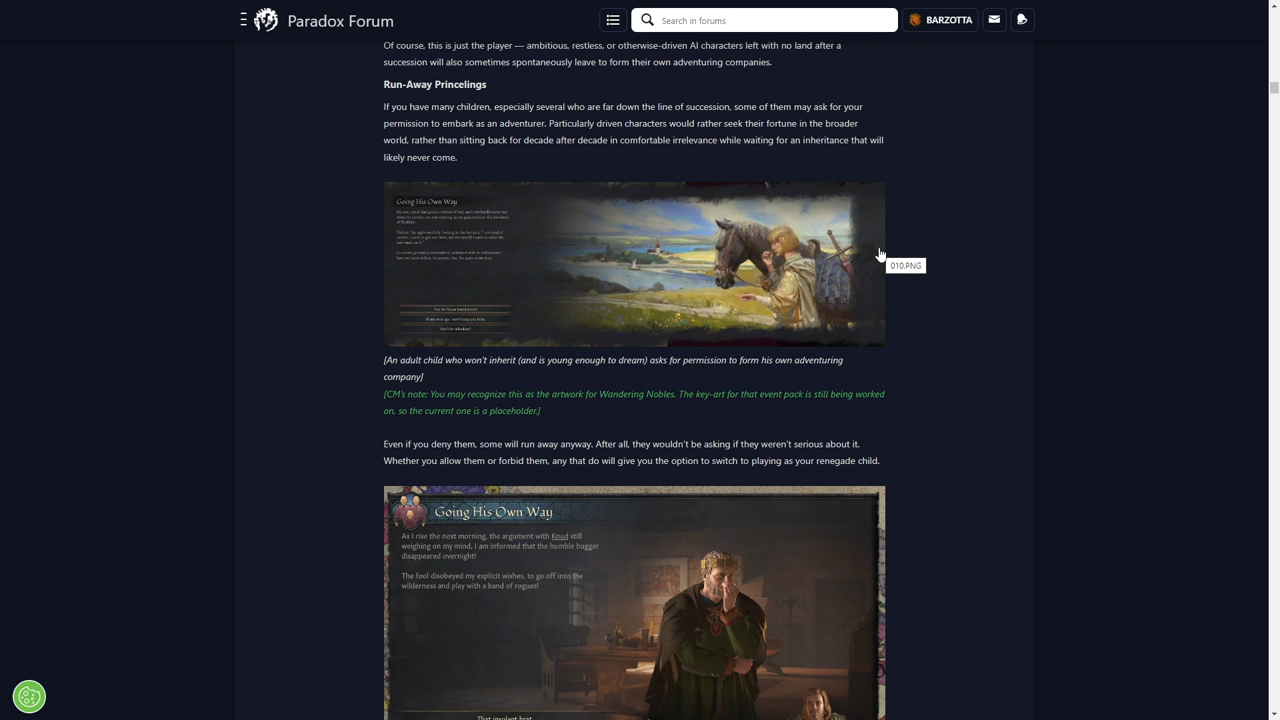 Paradox Forum
Search in forums
BARZOTTA
Of course, this is just the player — ambitious, restless, or otherwise-driven AI characters left with no land after a
succession will also sometimes spontaneously leave to form their own adventuring companies.
Run-Away Princelings
If you have many children, especially several who are far down the line of succession, some of them may ask for your
permission to embark as an adventurer. Particularly driven characters would rather seek their fortune in the broader
world, rather than sitting back for decade after decade in comfortable irrelevance while waiting for an inheritance that will
likely never come.
Going His Own Way
010.PNG
[An adult child who won't inherit (and is young enough to dream) asks for permission to form his own adventuring
company]
[CM's note: You may recognize this as the artwork for Wandering Nobles. The key-art for that event pack is still being worked
on, so the current one is a placeholder.]
Even if you deny them, some will run away anyway. After all, they wouldn't be asking if they weren't serious about it.
Whether you allow them or forbid them, any that do will give you the option to switch to playing as your renegade child.
Going His Own Way
As I rise the next morning, the argument with Knud still
weighing on my mind, I am informed that the humble bugger
disappeared overnight!
The fool disobeyed my explicit wishes, to go off into the
wilderness and play with a band of rogues!
That insolent brat